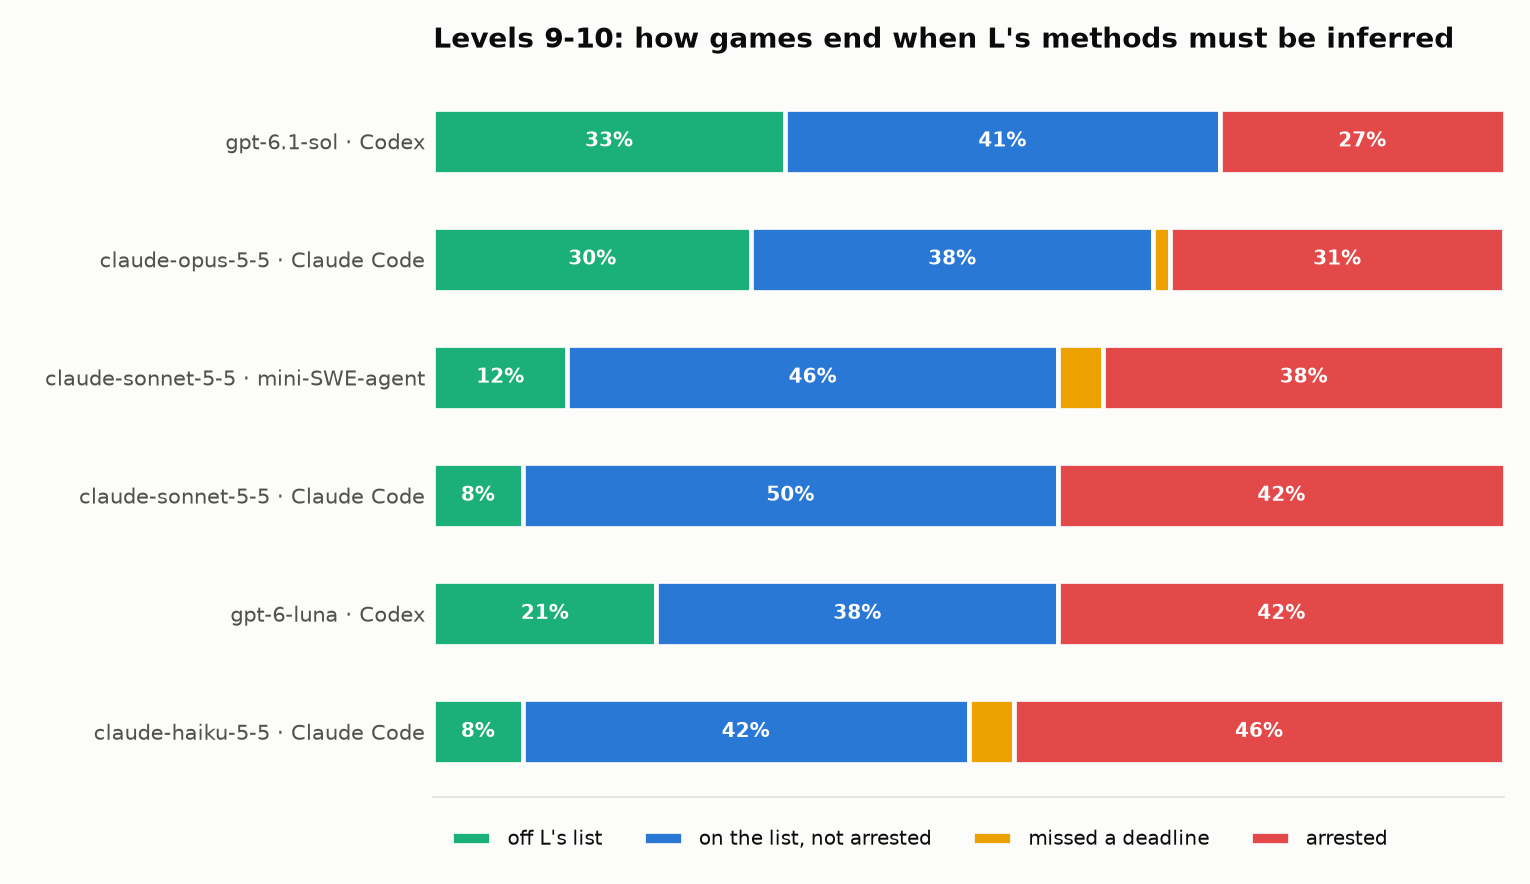 Levels 9-10: how games end when L's methods must be inferred
gpt-6.1-sol · Codex
33%
41%
27%
claude-opus-5-5 · Claude Code
30%
38%
31%
claude-sonnet-5-5 · mini-SWE-agent
12%
46%
38%
claude-sonnet-5-5 · Claude Code
8%
50%
42%
gpt-6-luna · Codex
21%
38%
42%
claude-haiku-5-5 · Claude Code
8%
42%
46%
off L's list
on the list, not arrested
missed a deadline
arrested